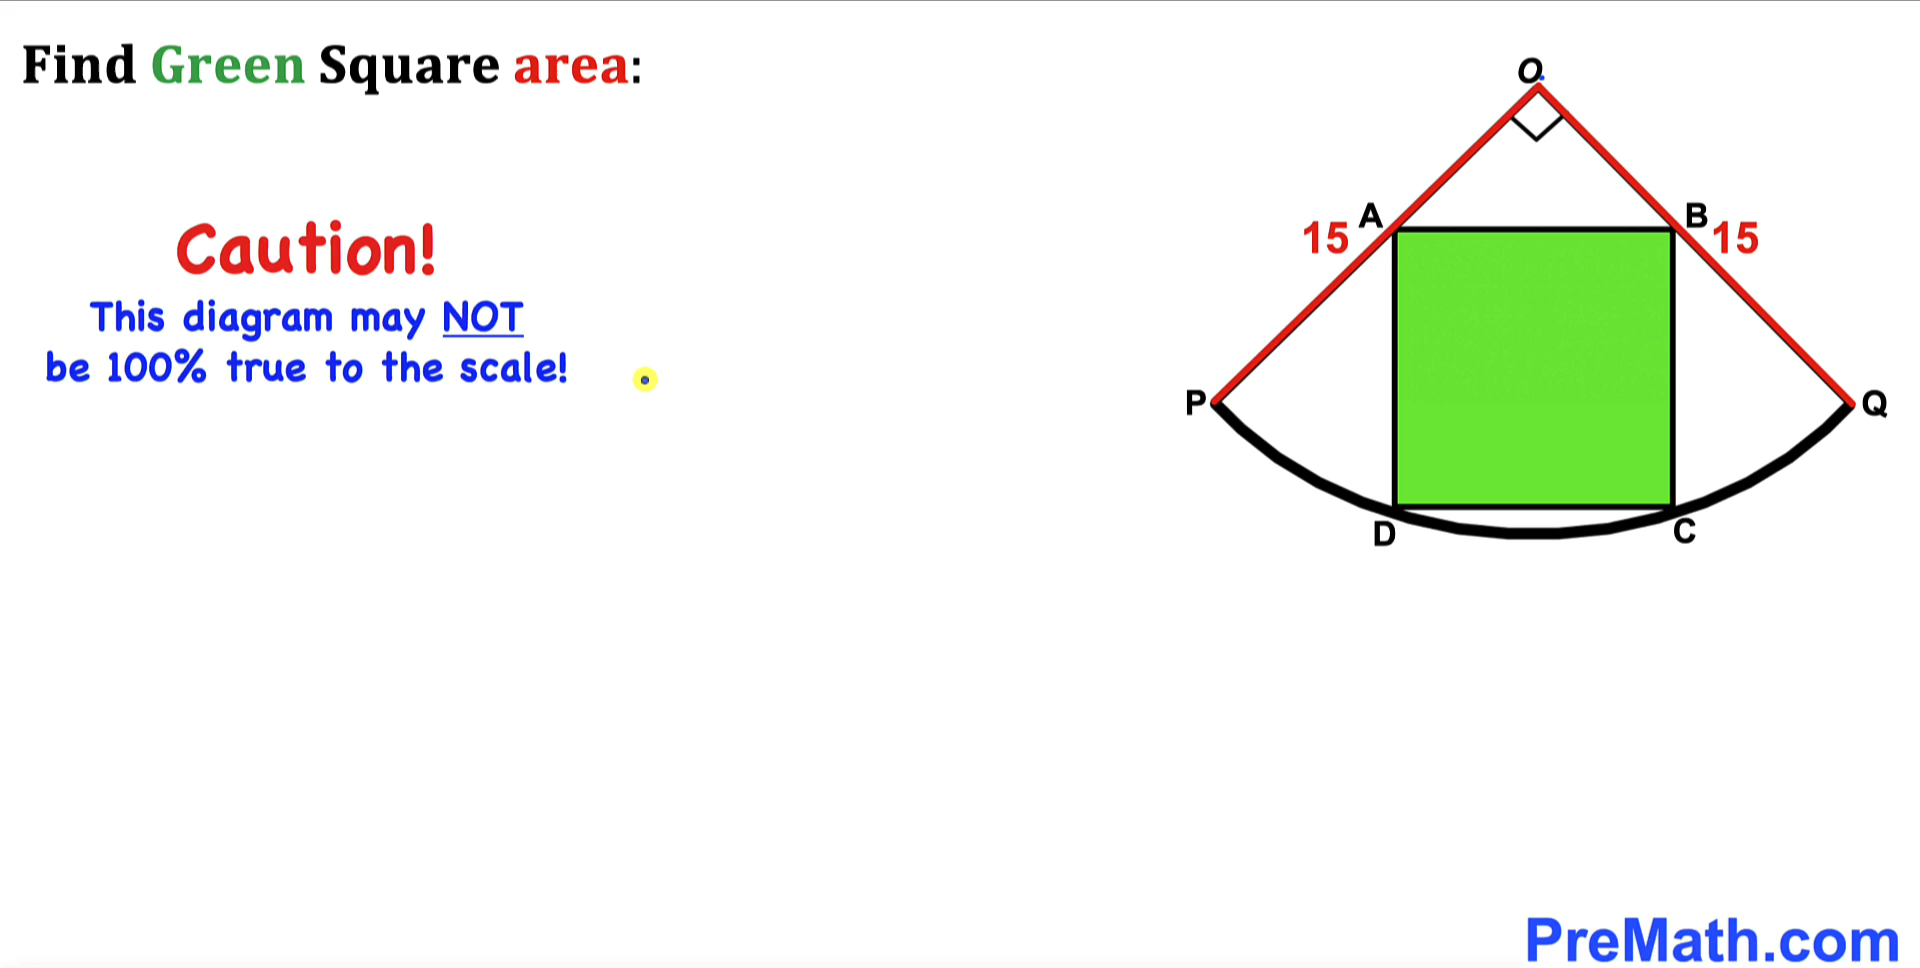 Find Green Square area:
Caution!
This diagram may NOT
be 100% true to the scale!
O
A
B
15
15
P
Q
D
C
PreMath.com